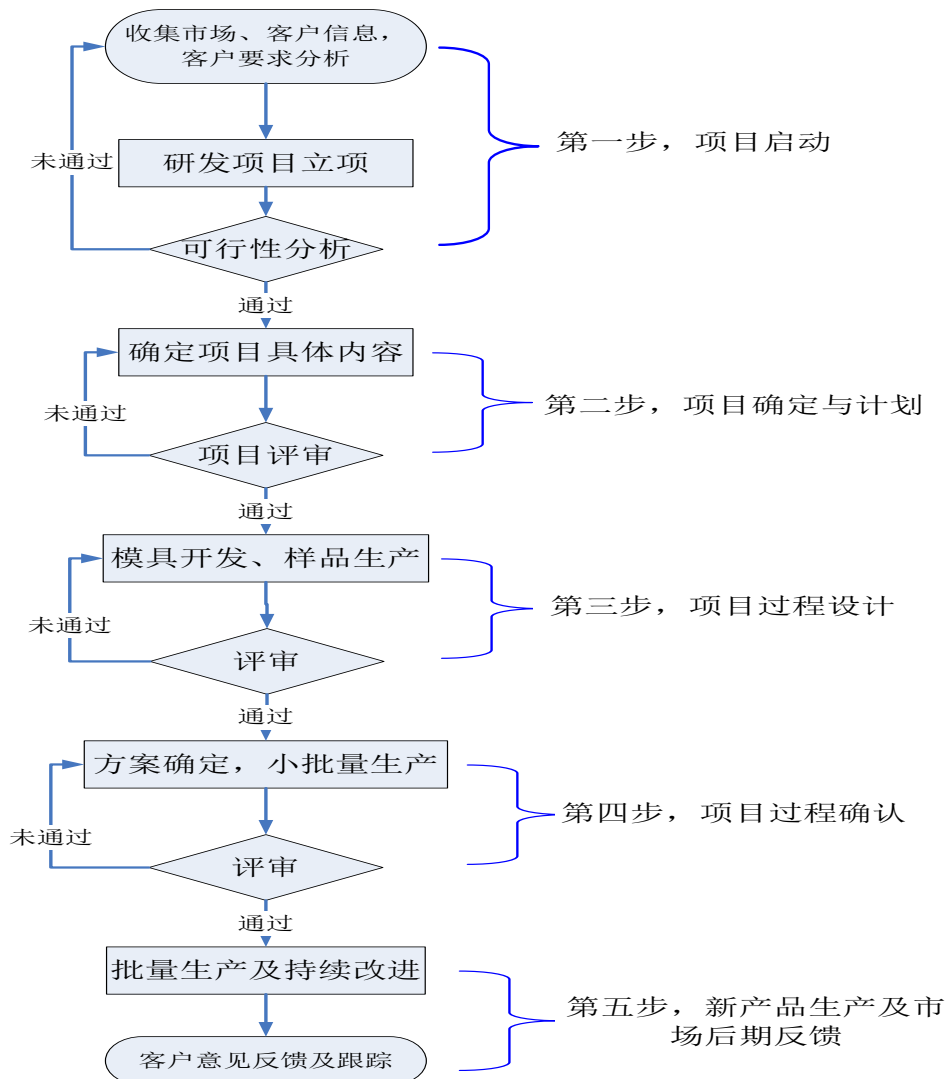 收集市场、客户信息，
客户要求分析
第一步，项目启动
未通过
研发项目立项
可行性分析
通过
确定项目具体内容
未通过
第二步，项目确定与计划
项目评审
通过
模具开发、样品生产
未通过
第三步，项目过程设计
评审
通过
方案确定，小批量生产
未通过
第四步，项目过程确认
评审
通过
批量生产及持续改进
第五步，新产品生产及市
场后期反馈
客户意见反馈及跟踪